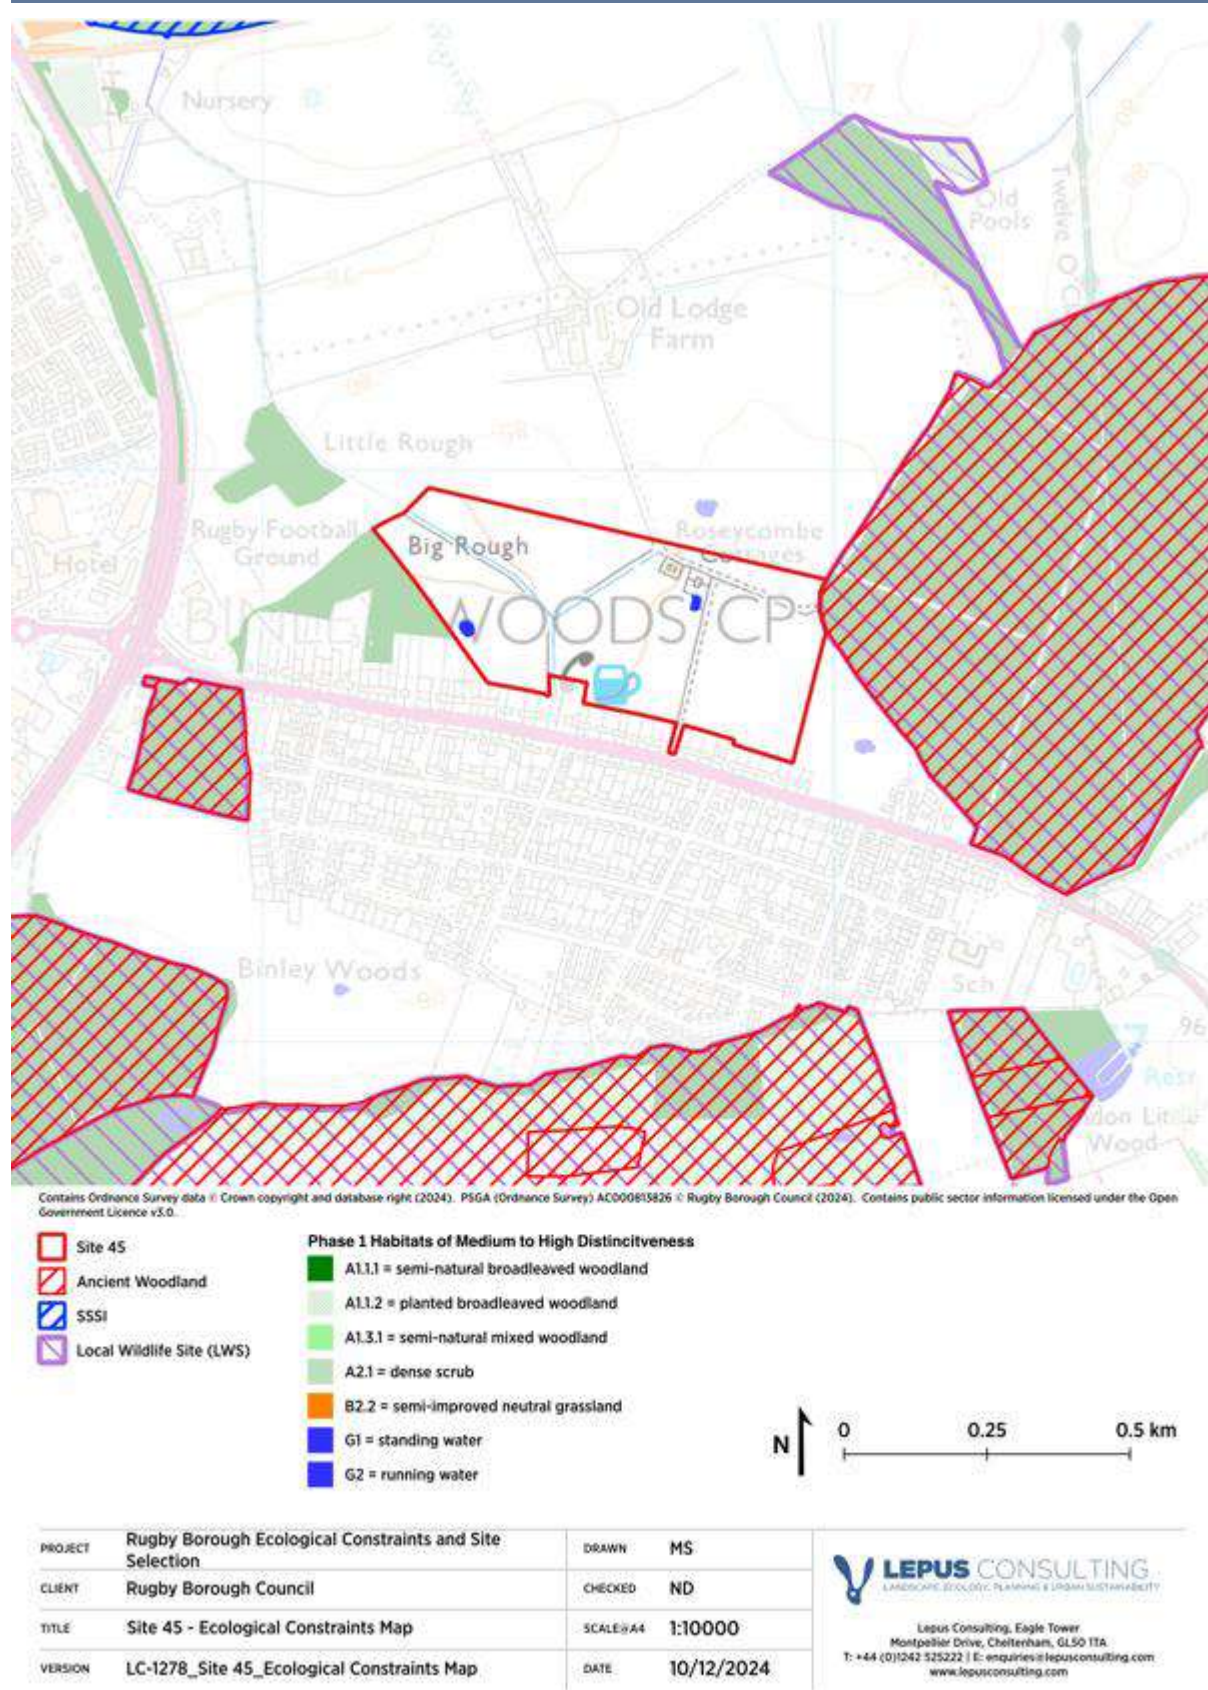 Nursery
77
98
98
Old
Pools
Twelve O'C
Old Lodge
Farm
Little Rough
Rugby Football
Ground
Big Rough
Roseycombe
Cottages
Hotel
WOODS CP
Binley Woods
Sch
96
Resr
Wood
Contains Ordnance Survey data © Crown copyright and database right (2024). PSGA (Ordnance Survey) AC000813826 © Rugby Borough Council (2024). Contains public sector information licensed under the Open
Government Licence v3.0.
Site 45
Ancient Woodland
SSSI
Local Wildlife Site (LWS)
Phase 1 Habitats of Medium to High Distincitveness
A1.1.1 = semi-natural broadleaved woodland
A1.1.2 = planted broadleaved woodland
A1.3.1 = semi-natural mixed woodland
A2.1 = dense scrub
B2.2 = semi-improved neutral grassland
G1 = standing water
G2 = running water
N
0 0.25 0.5 km
PROJECT Rugby Borough Ecological Constraints and Site
Selection
CLIENT Rugby Borough Council
TITLE Site 45 - Ecological Constraints Map
VERSION LC-1278_Site 45_Ecological Constraints Map
DRAWN MS
CHECKED ND
SCALE@A4 1:10000
DATE 10/12/2024
LEPUS CONSULTING
LANDSCAPE, ECOLOGY, PLANNING & URBAN SUSTAINABILITY
Lepus Consulting, Eagle Tower
Montpellier Drive, Cheltenham, GL50 1TA
T: +44 (0)1242 525222 | E: enquiries@lepusconsulting.com
www.lepusconsulting.com